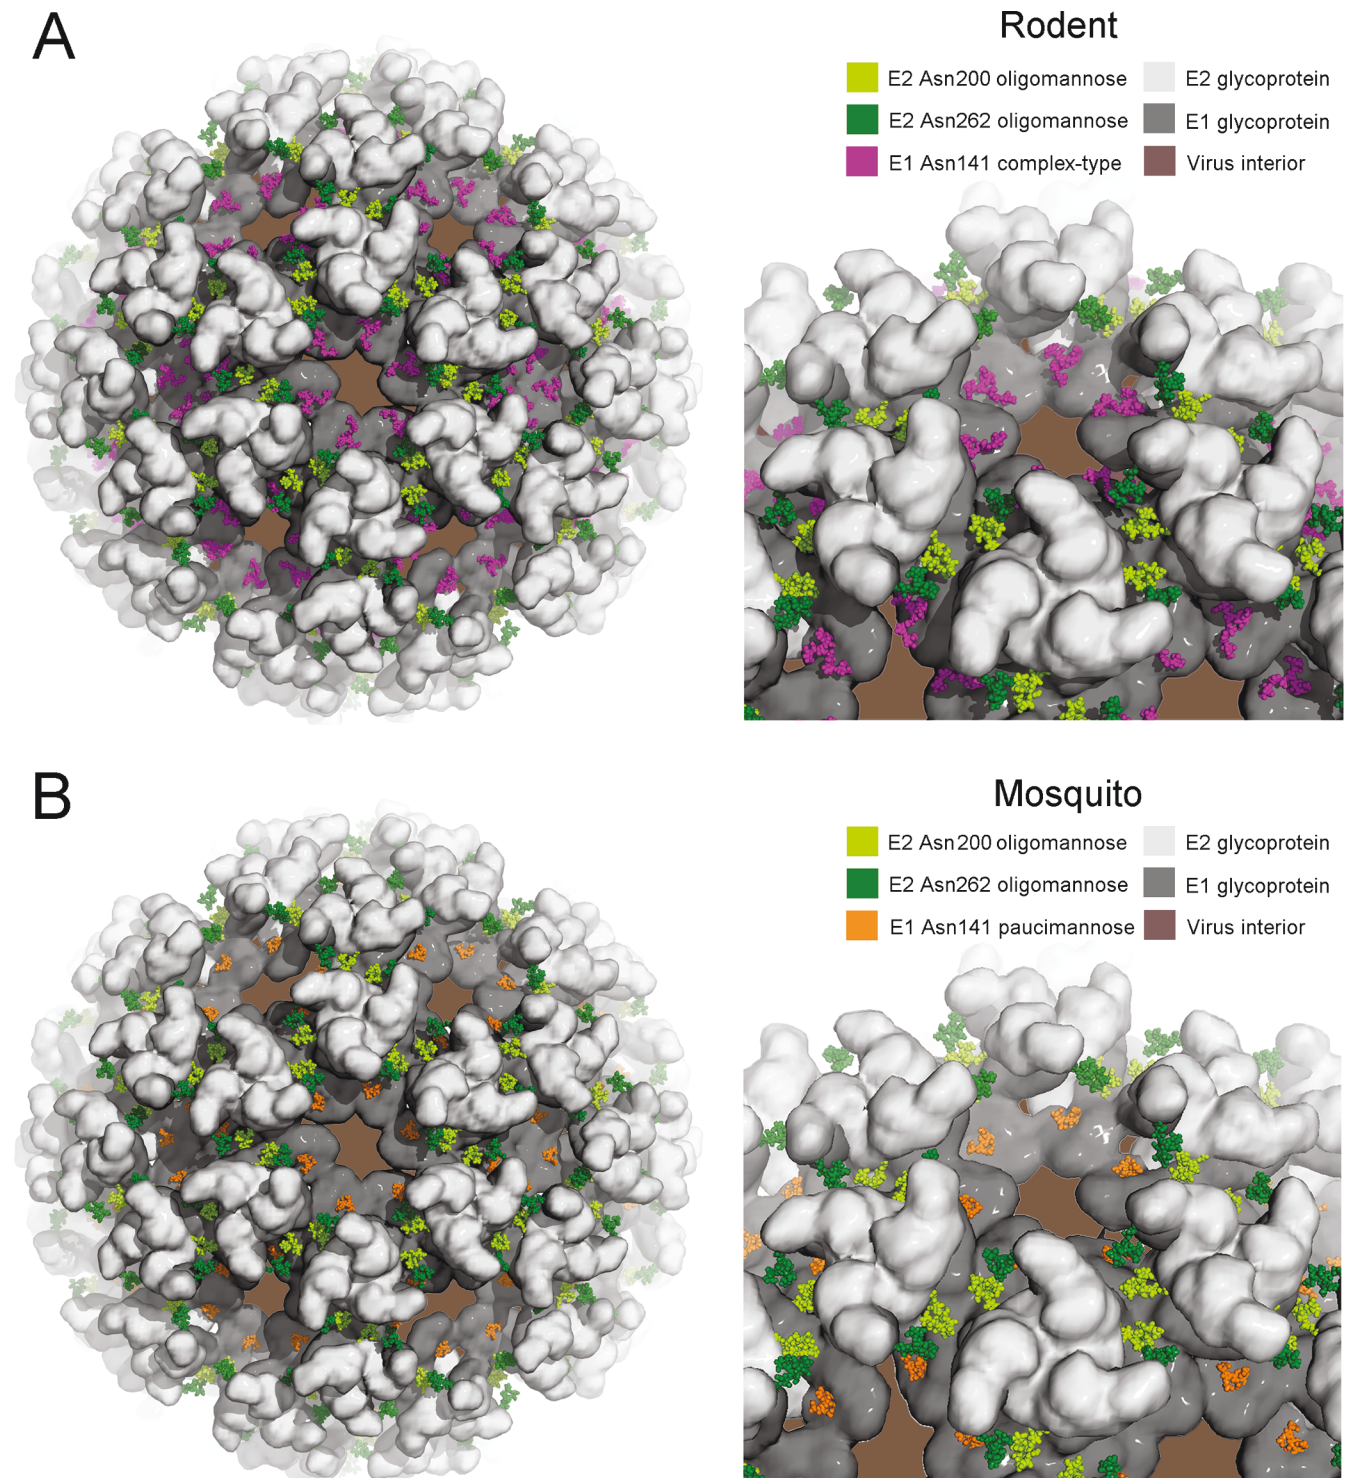 A
Rodent
E2 Asn200 oligomannose
E2 glycoprotein
E2 Asn262 oligomannose
E1 glycoprotein
E1 Asn141 complex-type
Virus interior
B
Mosquito
E2 Asn200 oligomannose
E2 glycoprotein
E2 Asn262 oligomannose
E1 glycoprotein
E1 Asn141 paucimannose
Virus interior